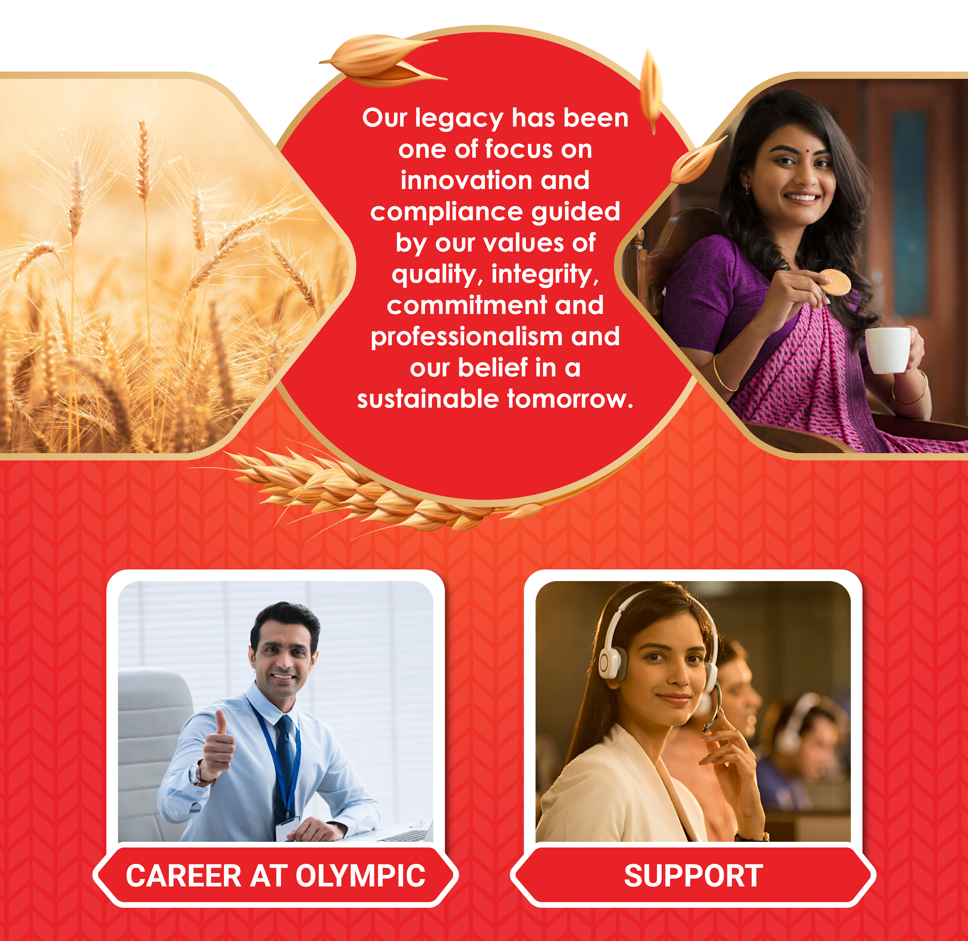 Our legacy has been
one of focus on
innovation and
compliance guided
by our values of
quality, integrity,
commitment and
professionalism and
our belief in a
sustainable tomorrow.
CAREER AT OLYMPIC
SUPPORT